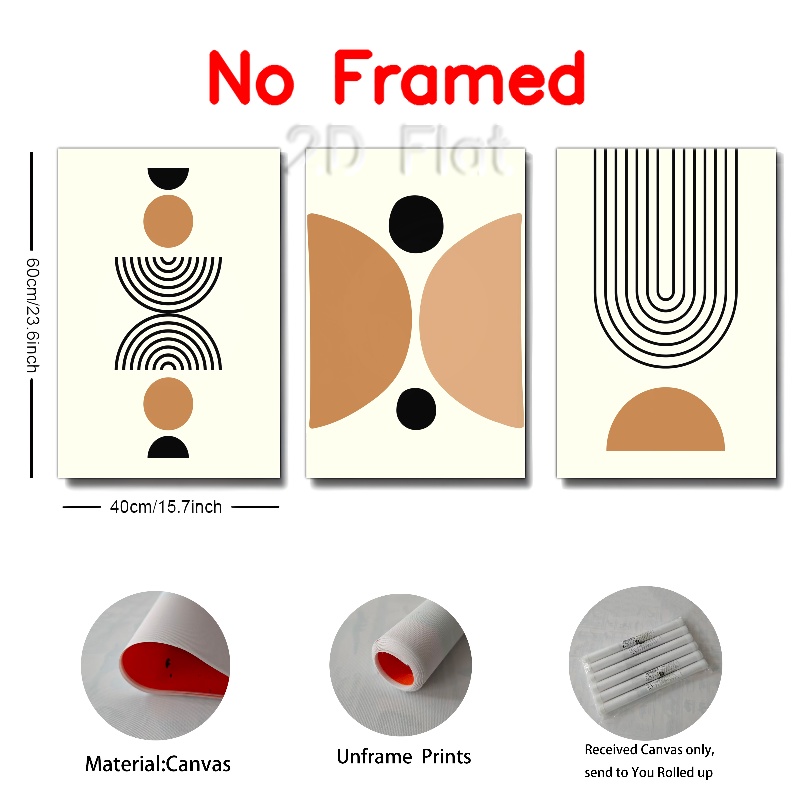 No Framed
2D Flat
60cm/23.6inch
40cm/15.7inch
Material:Canvas
Unframe Prints
Received Canvas only,
send to You Rolled up